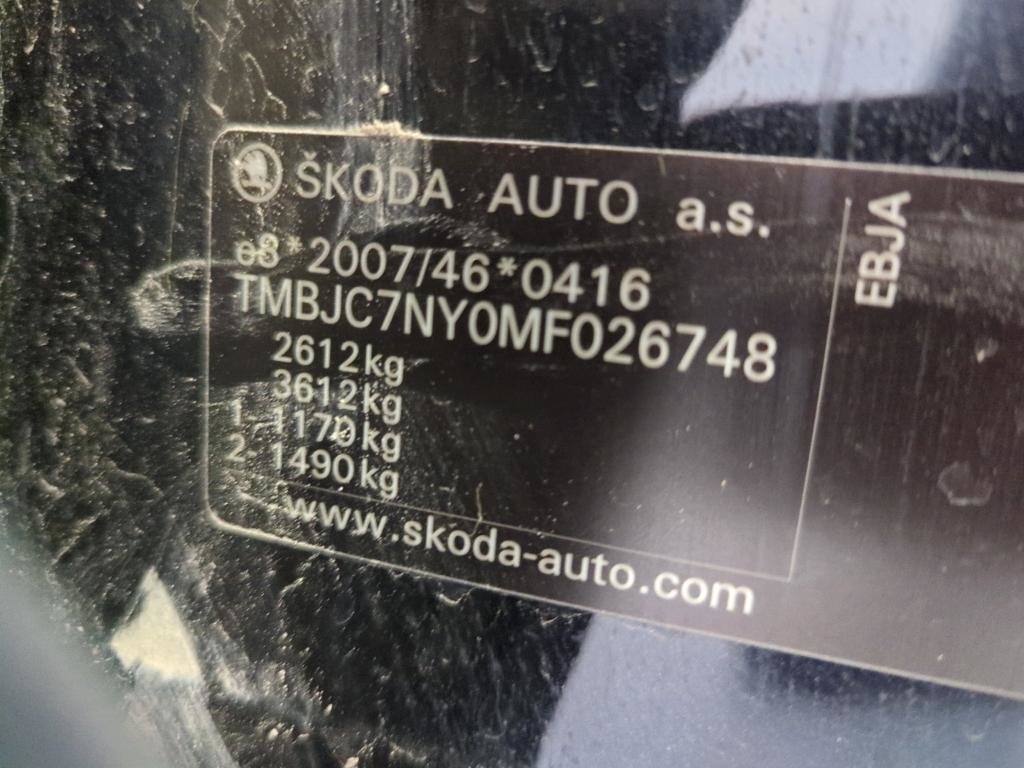 ŠKODA AUTO a.s.
e8*2007/46*0416
TMBJC7NY0MF026748
2612kg
3612kg
1-1170kg
2-1490kg
www.skoda-auto.com
EBJA